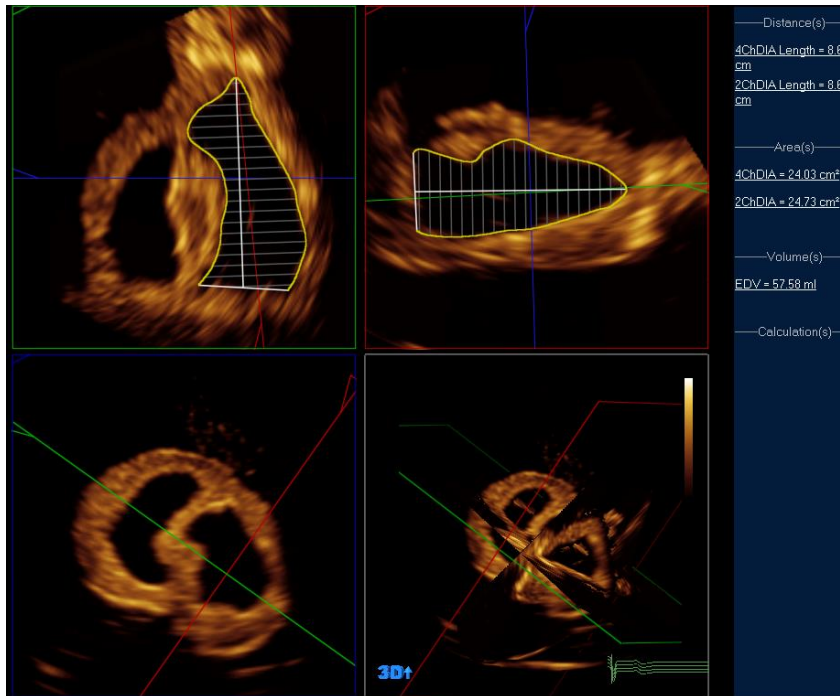 Distance(s)
4ChDIA Length = 8.6
cm
2ChDIA Length = 8.6
cm
Area(s)
4ChDIA = 24.03 cm²
2ChDIA = 24.73 cm²
Volume(s)
EDV = 57.58 ml
Calculation(s)
3D↑